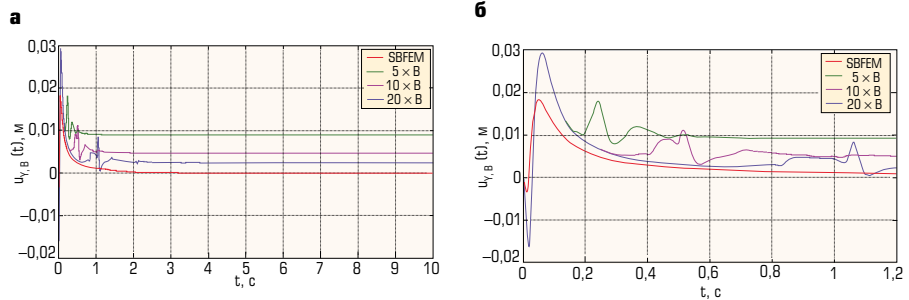 а
0,03
0,02
0,01
0
–0,01
–0,02
u_Y,B (t), м
0 1 2 3 4 5 6 7 8 9 10
t, c
SBFEM
5 × B
10 × B
20 × B
б
0,03
0,02
0,01
0
–0,01
–0,02
u_Y,B (t), м
0 0,2 0,4 0,6 0,8 1 1,2
t, c
SBFEM
5 × B
10 × B
20 × B